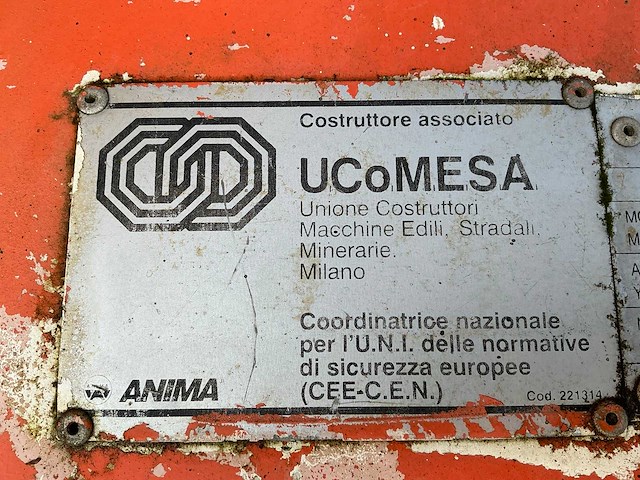 Costruttore associato
UCoMESA
Unione Costruttori
Macchine Edili, Stradali,
Minerarie.
Milano
Coordinatrice nazionale
per l'U.N.I. delle normative
di sicurezza europee
(CEE-C.E.N.)
ANIMA
Cod. 221314